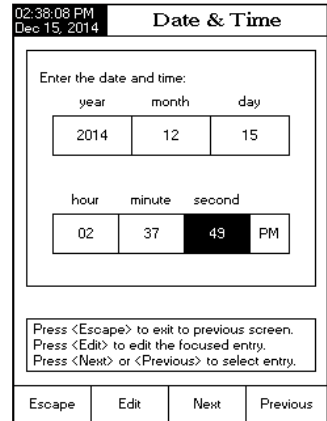 02:38:08 PM
Dec 15, 2014
Date & Time
Enter the date and time:
year month day
2014 12 15
hour minute second
02 37 49 PM
Press <Escape> to exit to previous screen.
Press <Edit> to edit the focused entry.
Press <Next> or <Previous> to select entry.
Escape Edit Next Previous